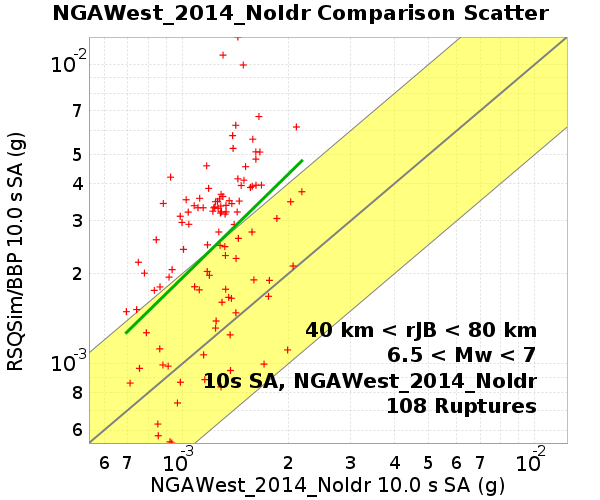 NGAWest_2014_NoIdr Comparison Scatter
10-2
7
5
4
3
2
10-3
8
6
RSQSim/BBP 10.0 s SA (g)
40 km < rJB < 80 km
6.5 < Mw < 7
10s SA, NGAWest_2014_NoIdr
108 Ruptures
6 7 10-3 2 3 4 5 6 7 10-2
NGAWest_2014_NoIdr 10.0 s SA (g)